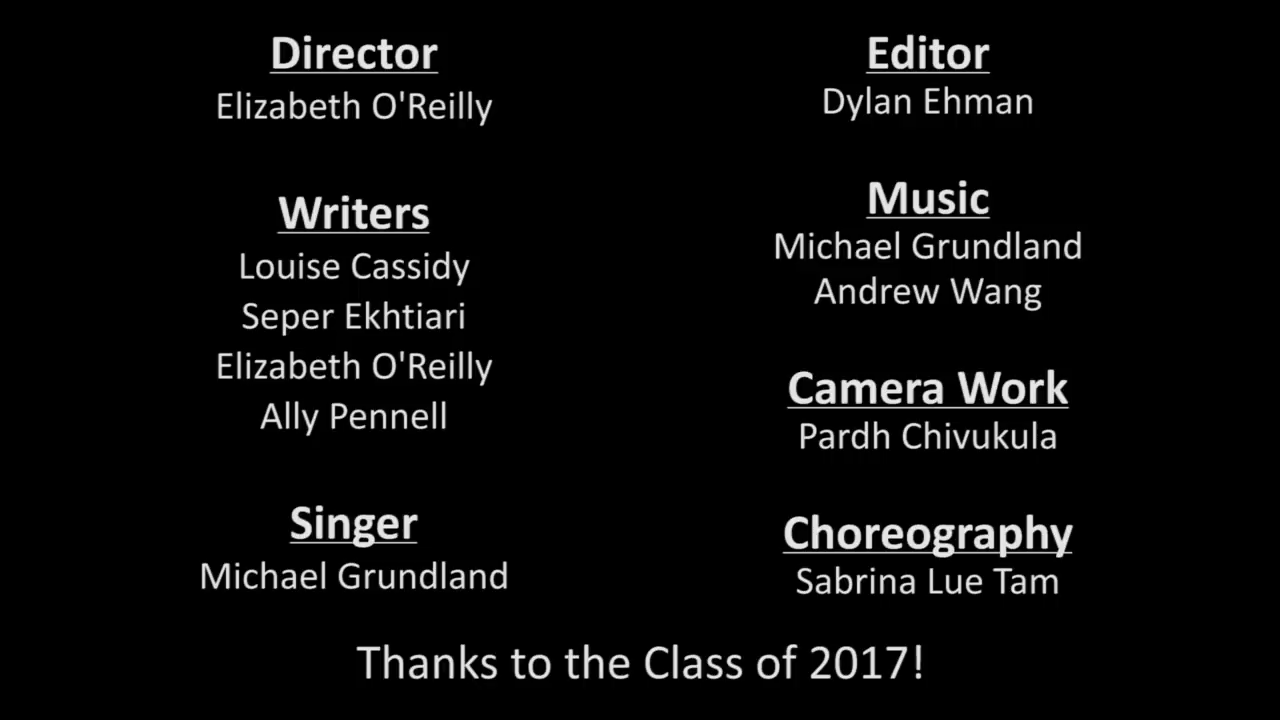 Director
Elizabeth O'Reilly
Writers
Louise Cassidy
Seper Ekhtiari
Elizabeth O'Reilly
Ally Pennell
Singer
Michael Grundland
Editor
Dylan Ehman
Music
Michael Grundland
Andrew Wang
Camera Work
Pardh Chivukula
Choreography
Sabrina Lue Tam
Thanks to the Class of 2017!